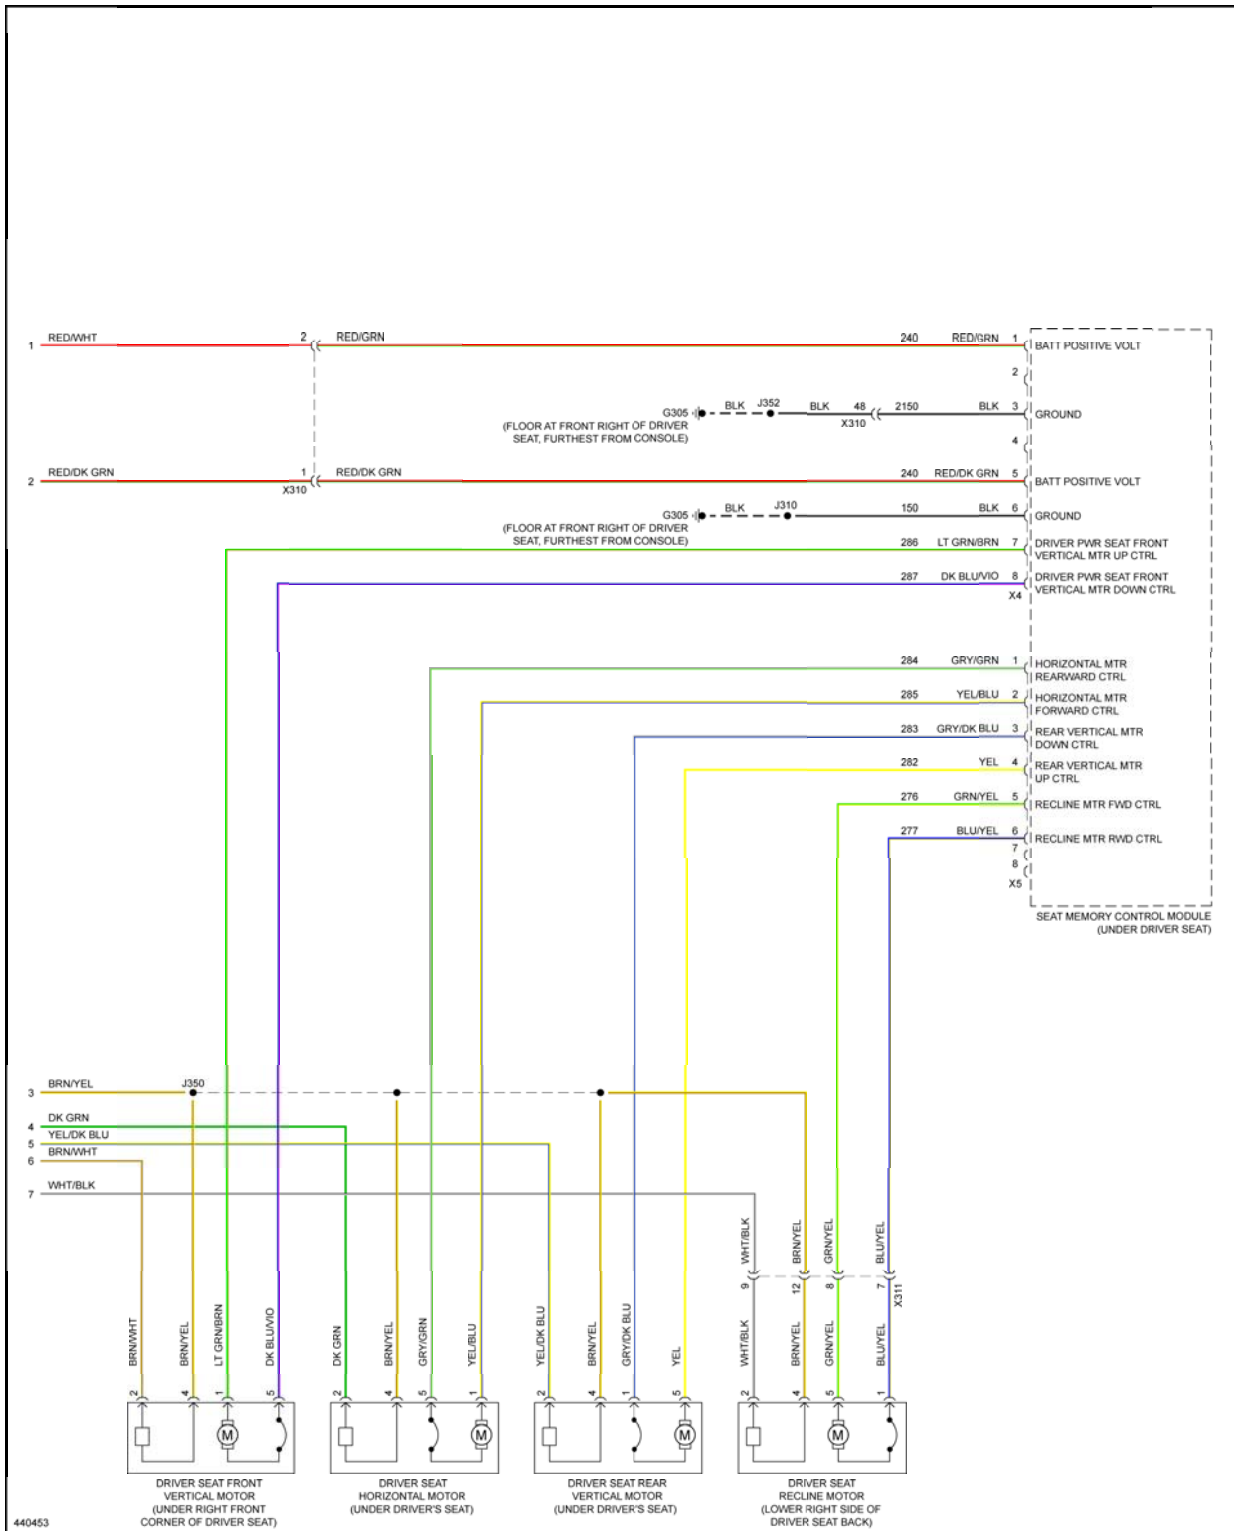 1 RED/WHT 2 RED/GRN 240 RED/GRN 1 BATT POSITIVE VOLT
2
G305 BLK J352 BLK 48 2150 BLK 3 GROUND
X310
(FLOOR AT FRONT RIGHT OF DRIVER
SEAT, FURTHEST FROM CONSOLE)
4
2 RED/DK GRN 1 RED/DK GRN 240 RED/DK GRN 5 BATT POSITIVE VOLT
X310
G305 BLK J310 150 BLK 6 GROUND
(FLOOR AT FRONT RIGHT OF DRIVER
SEAT, FURTHEST FROM CONSOLE)
286 LT GRN/BRN 7 DRIVER PWR SEAT FRONT
VERTICAL MTR UP CTRL
287 DK BLU/VIO 8 DRIVER PWR SEAT FRONT
VERTICAL MTR DOWN CTRL
X4
284 GRY/GRN 1 HORIZONTAL MTR
REARWARD CTRL
285 YEL/BLU 2 HORIZONTAL MTR
FORWARD CTRL
283 GRY/DK BLU 3 REAR VERTICAL MTR
DOWN CTRL
282 YEL 4 REAR VERTICAL MTR
UP CTRL
276 GRN/YEL 5 RECLINE MTR FWD CTRL
277 BLU/YEL 6 RECLINE MTR RWD CTRL
7
8
X5
SEAT MEMORY CONTROL MODULE
(UNDER DRIVER SEAT)
3 BRN/YEL J350
4 DK GRN
5 YEL/DK BLU
6 BRN/WHT
7 WHT/BLK
WHT/BLK BRN/YEL GRN/YEL BLU/YEL
9 12 8 7 X311
BRN/WHT BRN/YEL LT GRN/BRN DK BLU/VIO DK GRN BRN/YEL GRY/GRN YEL/BLU YEL/DK BLU BRN/YEL GRY/DK BLU YEL WHT/BLK BRN/YEL GRN/YEL BLU/YEL
2 4 1 5 2 4 5 1 2 4 1 5 2 4 5 1
M M M M
DRIVER SEAT FRONT
VERTICAL MOTOR
(UNDER RIGHT FRONT
CORNER OF DRIVER SEAT)
DRIVER SEAT
HORIZONTAL MOTOR
(UNDER DRIVER'S SEAT)
DRIVER SEAT REAR
VERTICAL MOTOR
(UNDER DRIVER'S SEAT)
DRIVER SEAT
RECLINE MOTOR
(LOWER RIGHT SIDE OF
DRIVER SEAT BACK)
440453